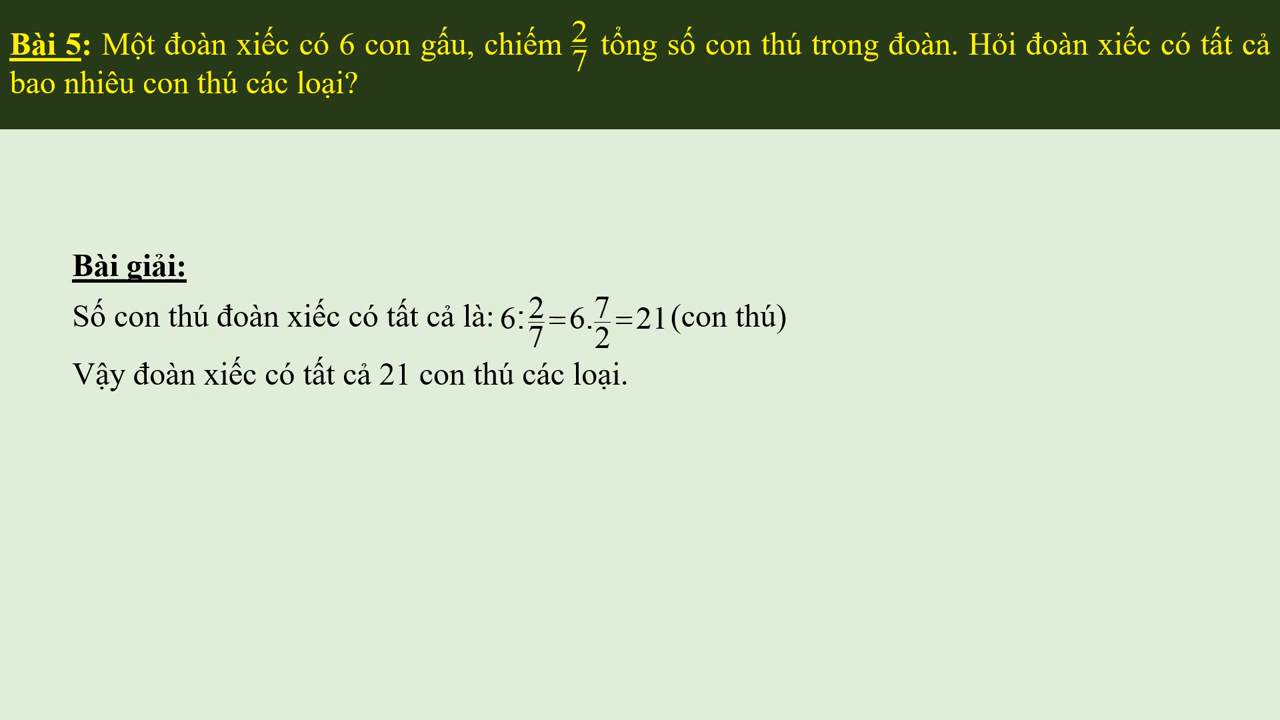 Bài 5: Một đoàn xiếc có 6 con gấu, chiếm 2/7 tổng số con thú trong đoàn. Hỏi đoàn xiếc có tất cả
bao nhiêu con thú các loại?
Bài giải:
Số con thú đoàn xiếc có tất cả là: 6:2/7=6.7/2=21(con thú)
Vậy đoàn xiếc có tất cả 21 con thú các loại.